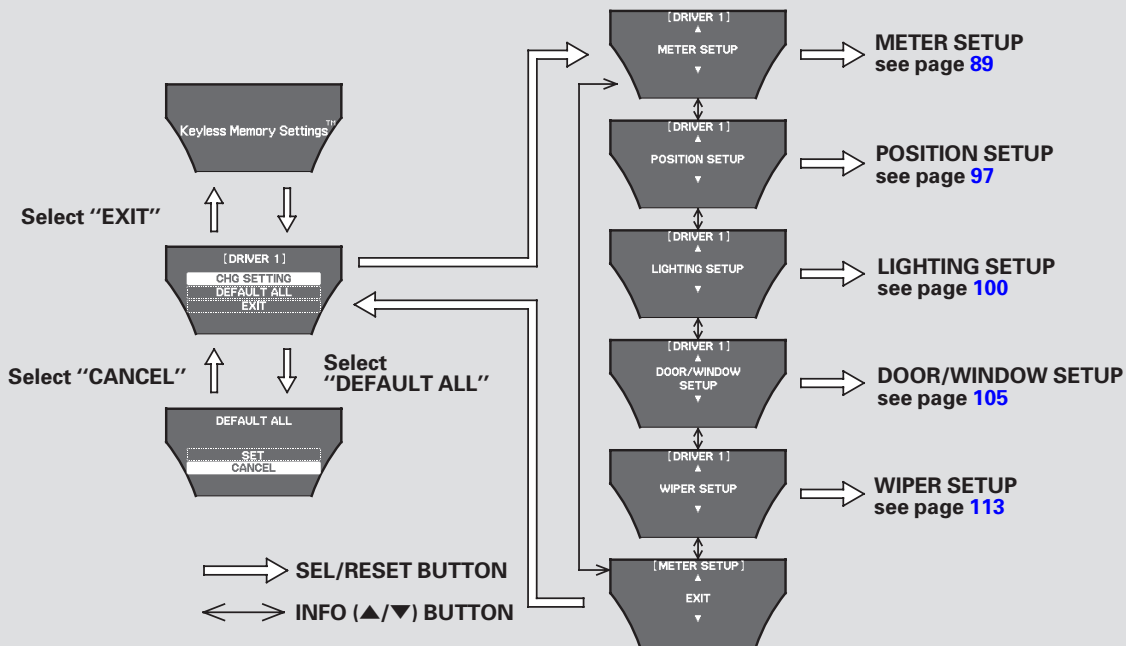 Keyless Memory Settings™
Select "EXIT"
[DRIVER 1]
CHG SETTING
DEFAULT ALL
EXIT
Select "CANCEL"
Select
"DEFAULT ALL"
DEFAULT ALL
SET
CANCEL
SEL/RESET BUTTON
INFO (▲/▼) BUTTON
[DRIVER 1]
▲
METER SETUP
▼
METER SETUP
see page 89
[DRIVER 1]
▲
POSITION SETUP
▼
POSITION SETUP
see page 97
[DRIVER 1]
▲
LIGHTING SETUP
▼
LIGHTING SETUP
see page 100
[DRIVER 1]
▲
DOOR/WINDOW
SETUP
▼
DOOR/WINDOW SETUP
see page 105
[DRIVER 1]
▲
WIPER SETUP
▼
WIPER SETUP
see page 113
[METER SETUP]
▲
EXIT
▼